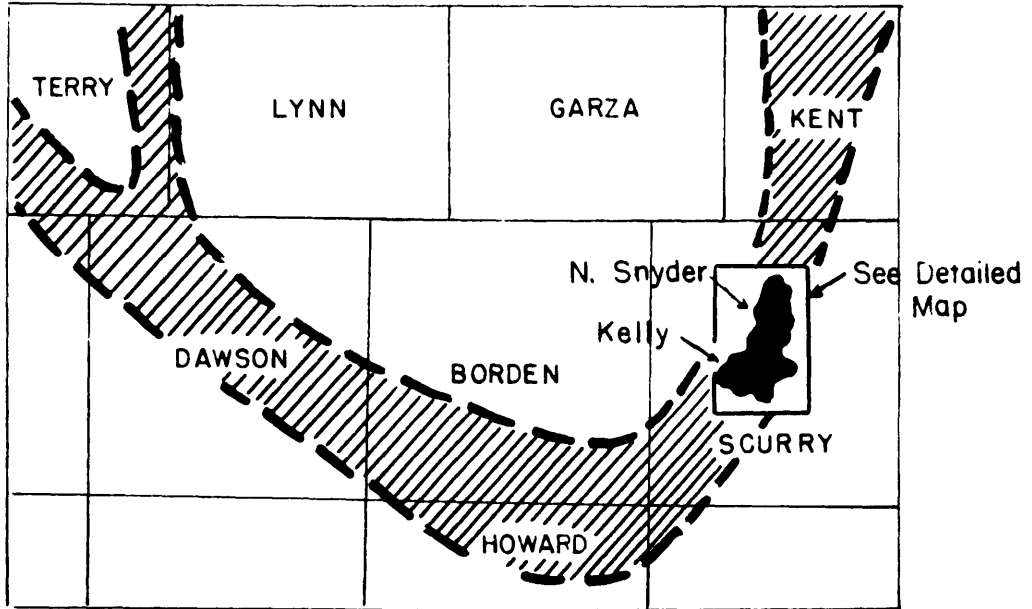 TERRY
LYNN
GARZA
KENT
N. Snyder
See Detailed
Map
Kelly
DAWSON
BORDEN
SCURRY
HOWARD